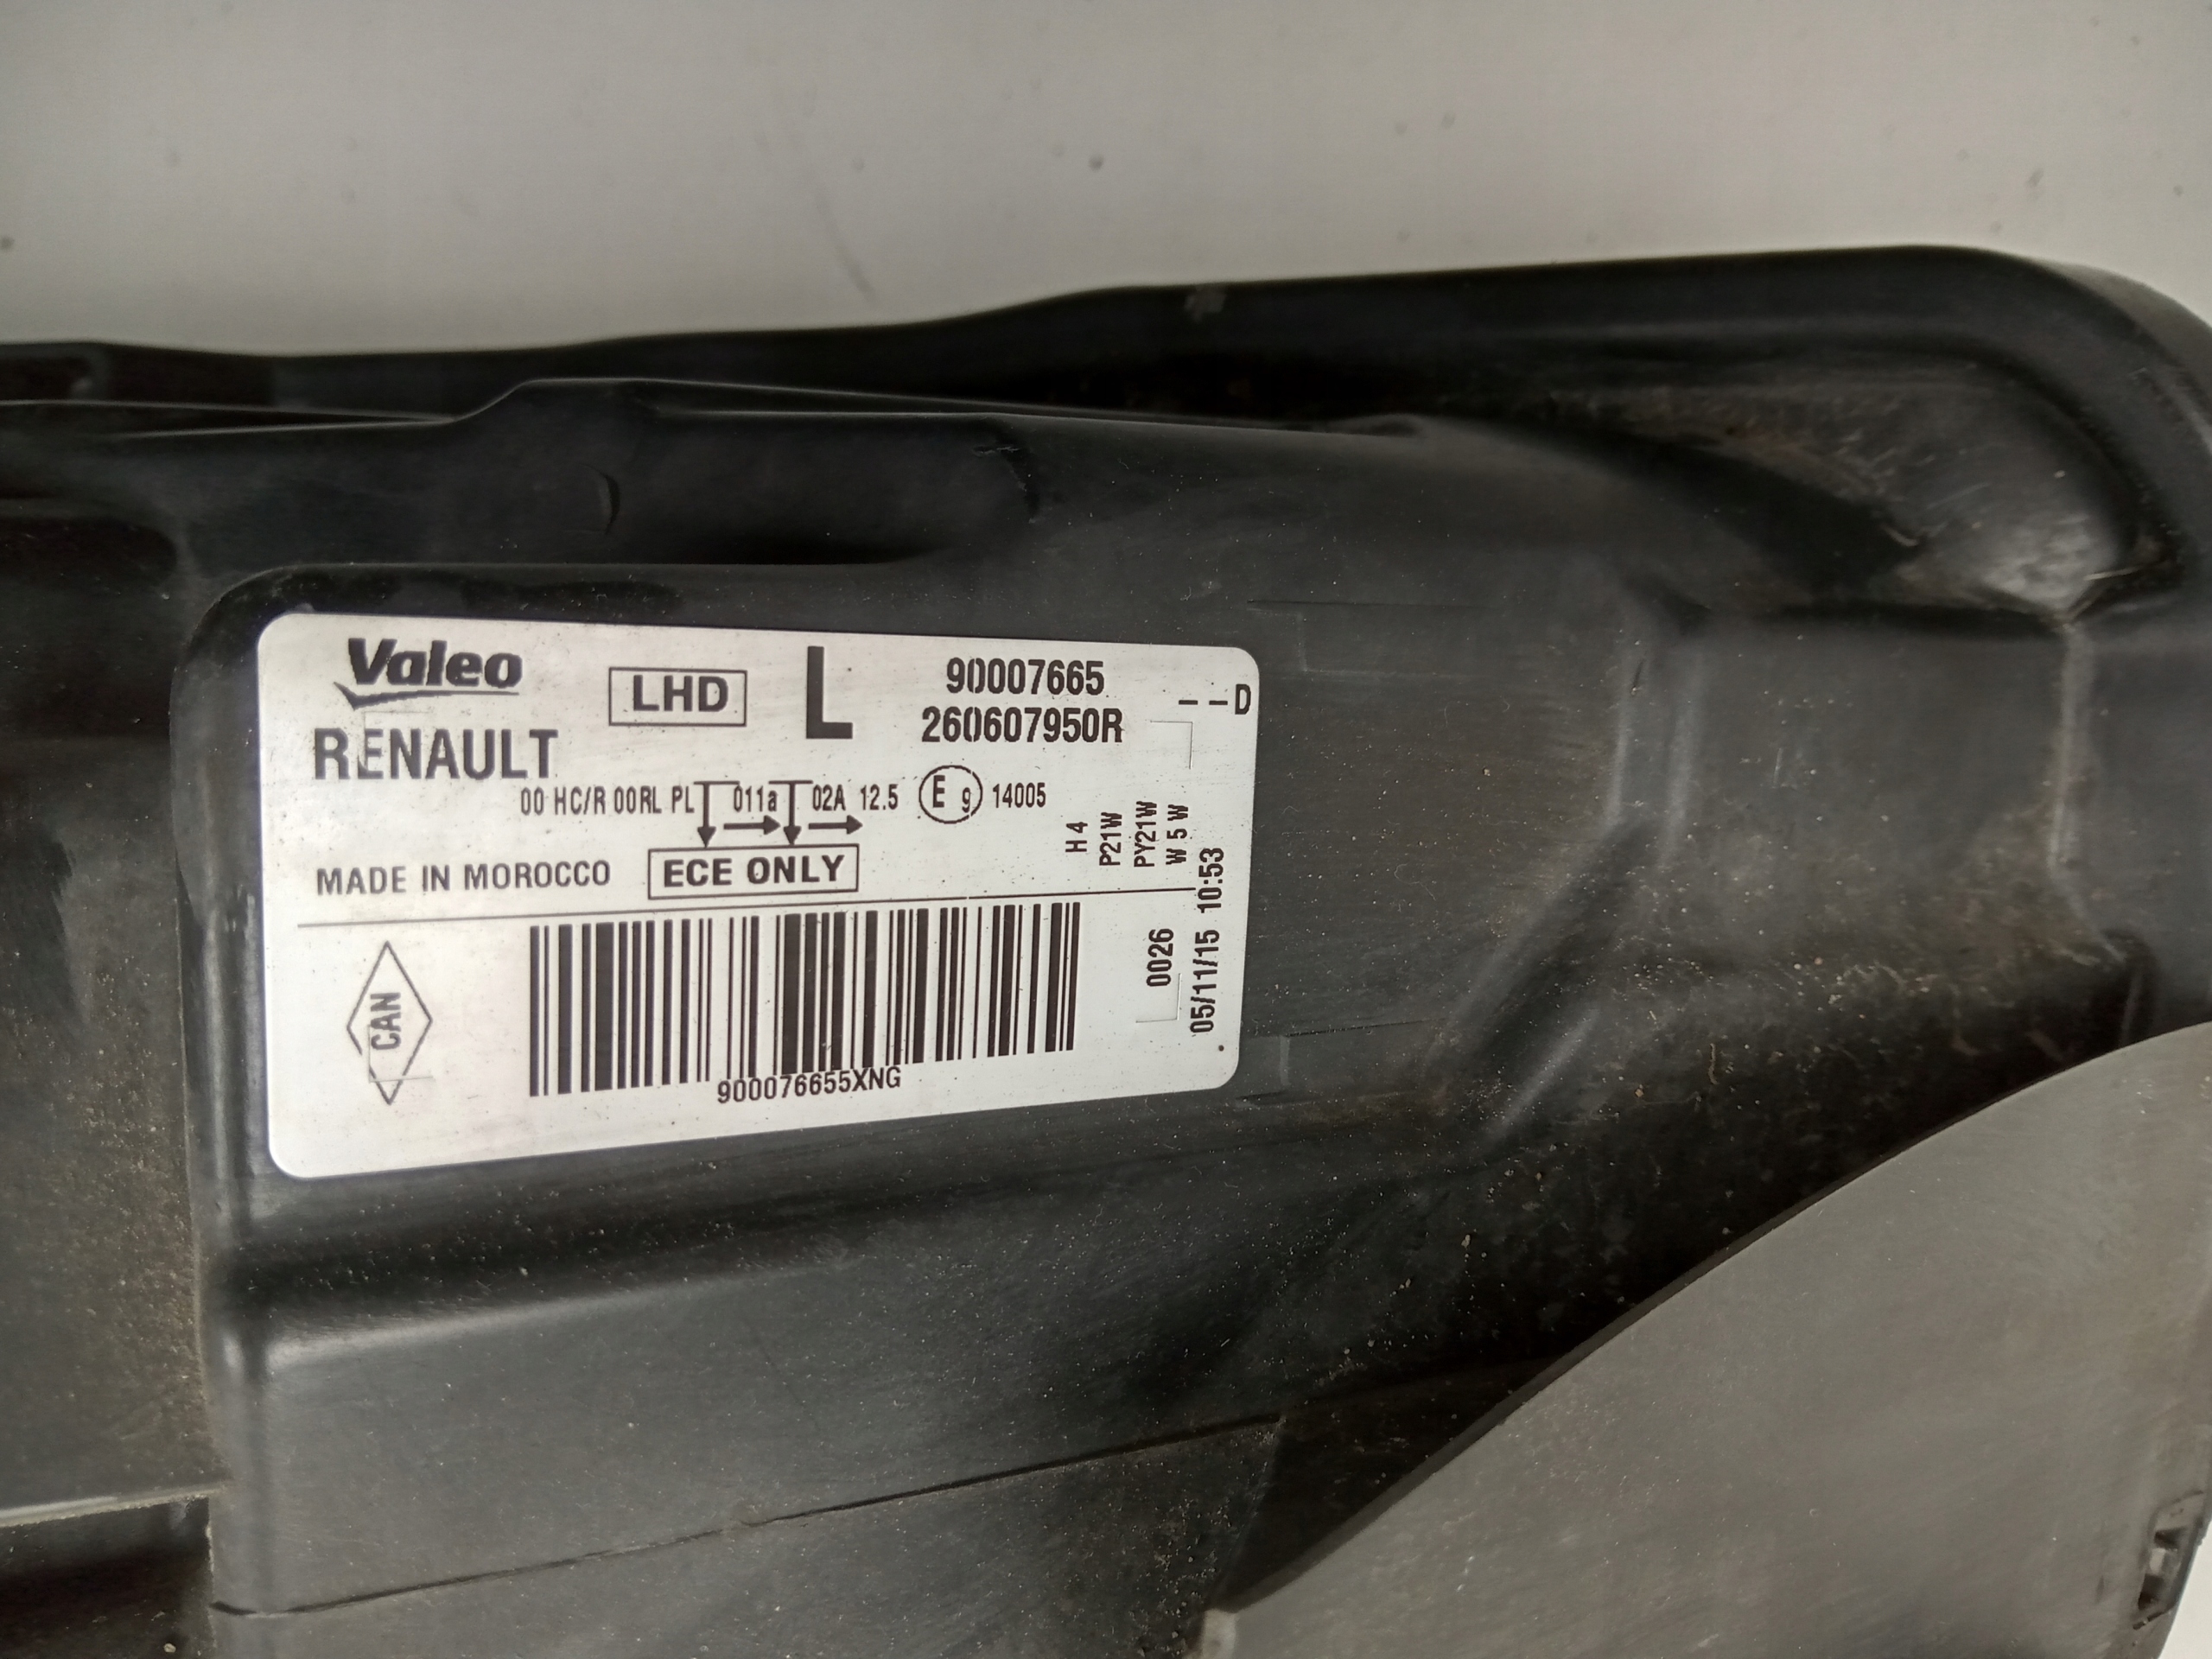 Valeo
RENAULT
LHD
L
90007665
260607950R
--D
00 HC/R 00RL PL 011a 02A 12.5 E9 14005
MADE IN MOROCCO
ECE ONLY
H4
P21W
PY21W
W5W
CAN
900076655XNG
0026
05/11/15 10:53